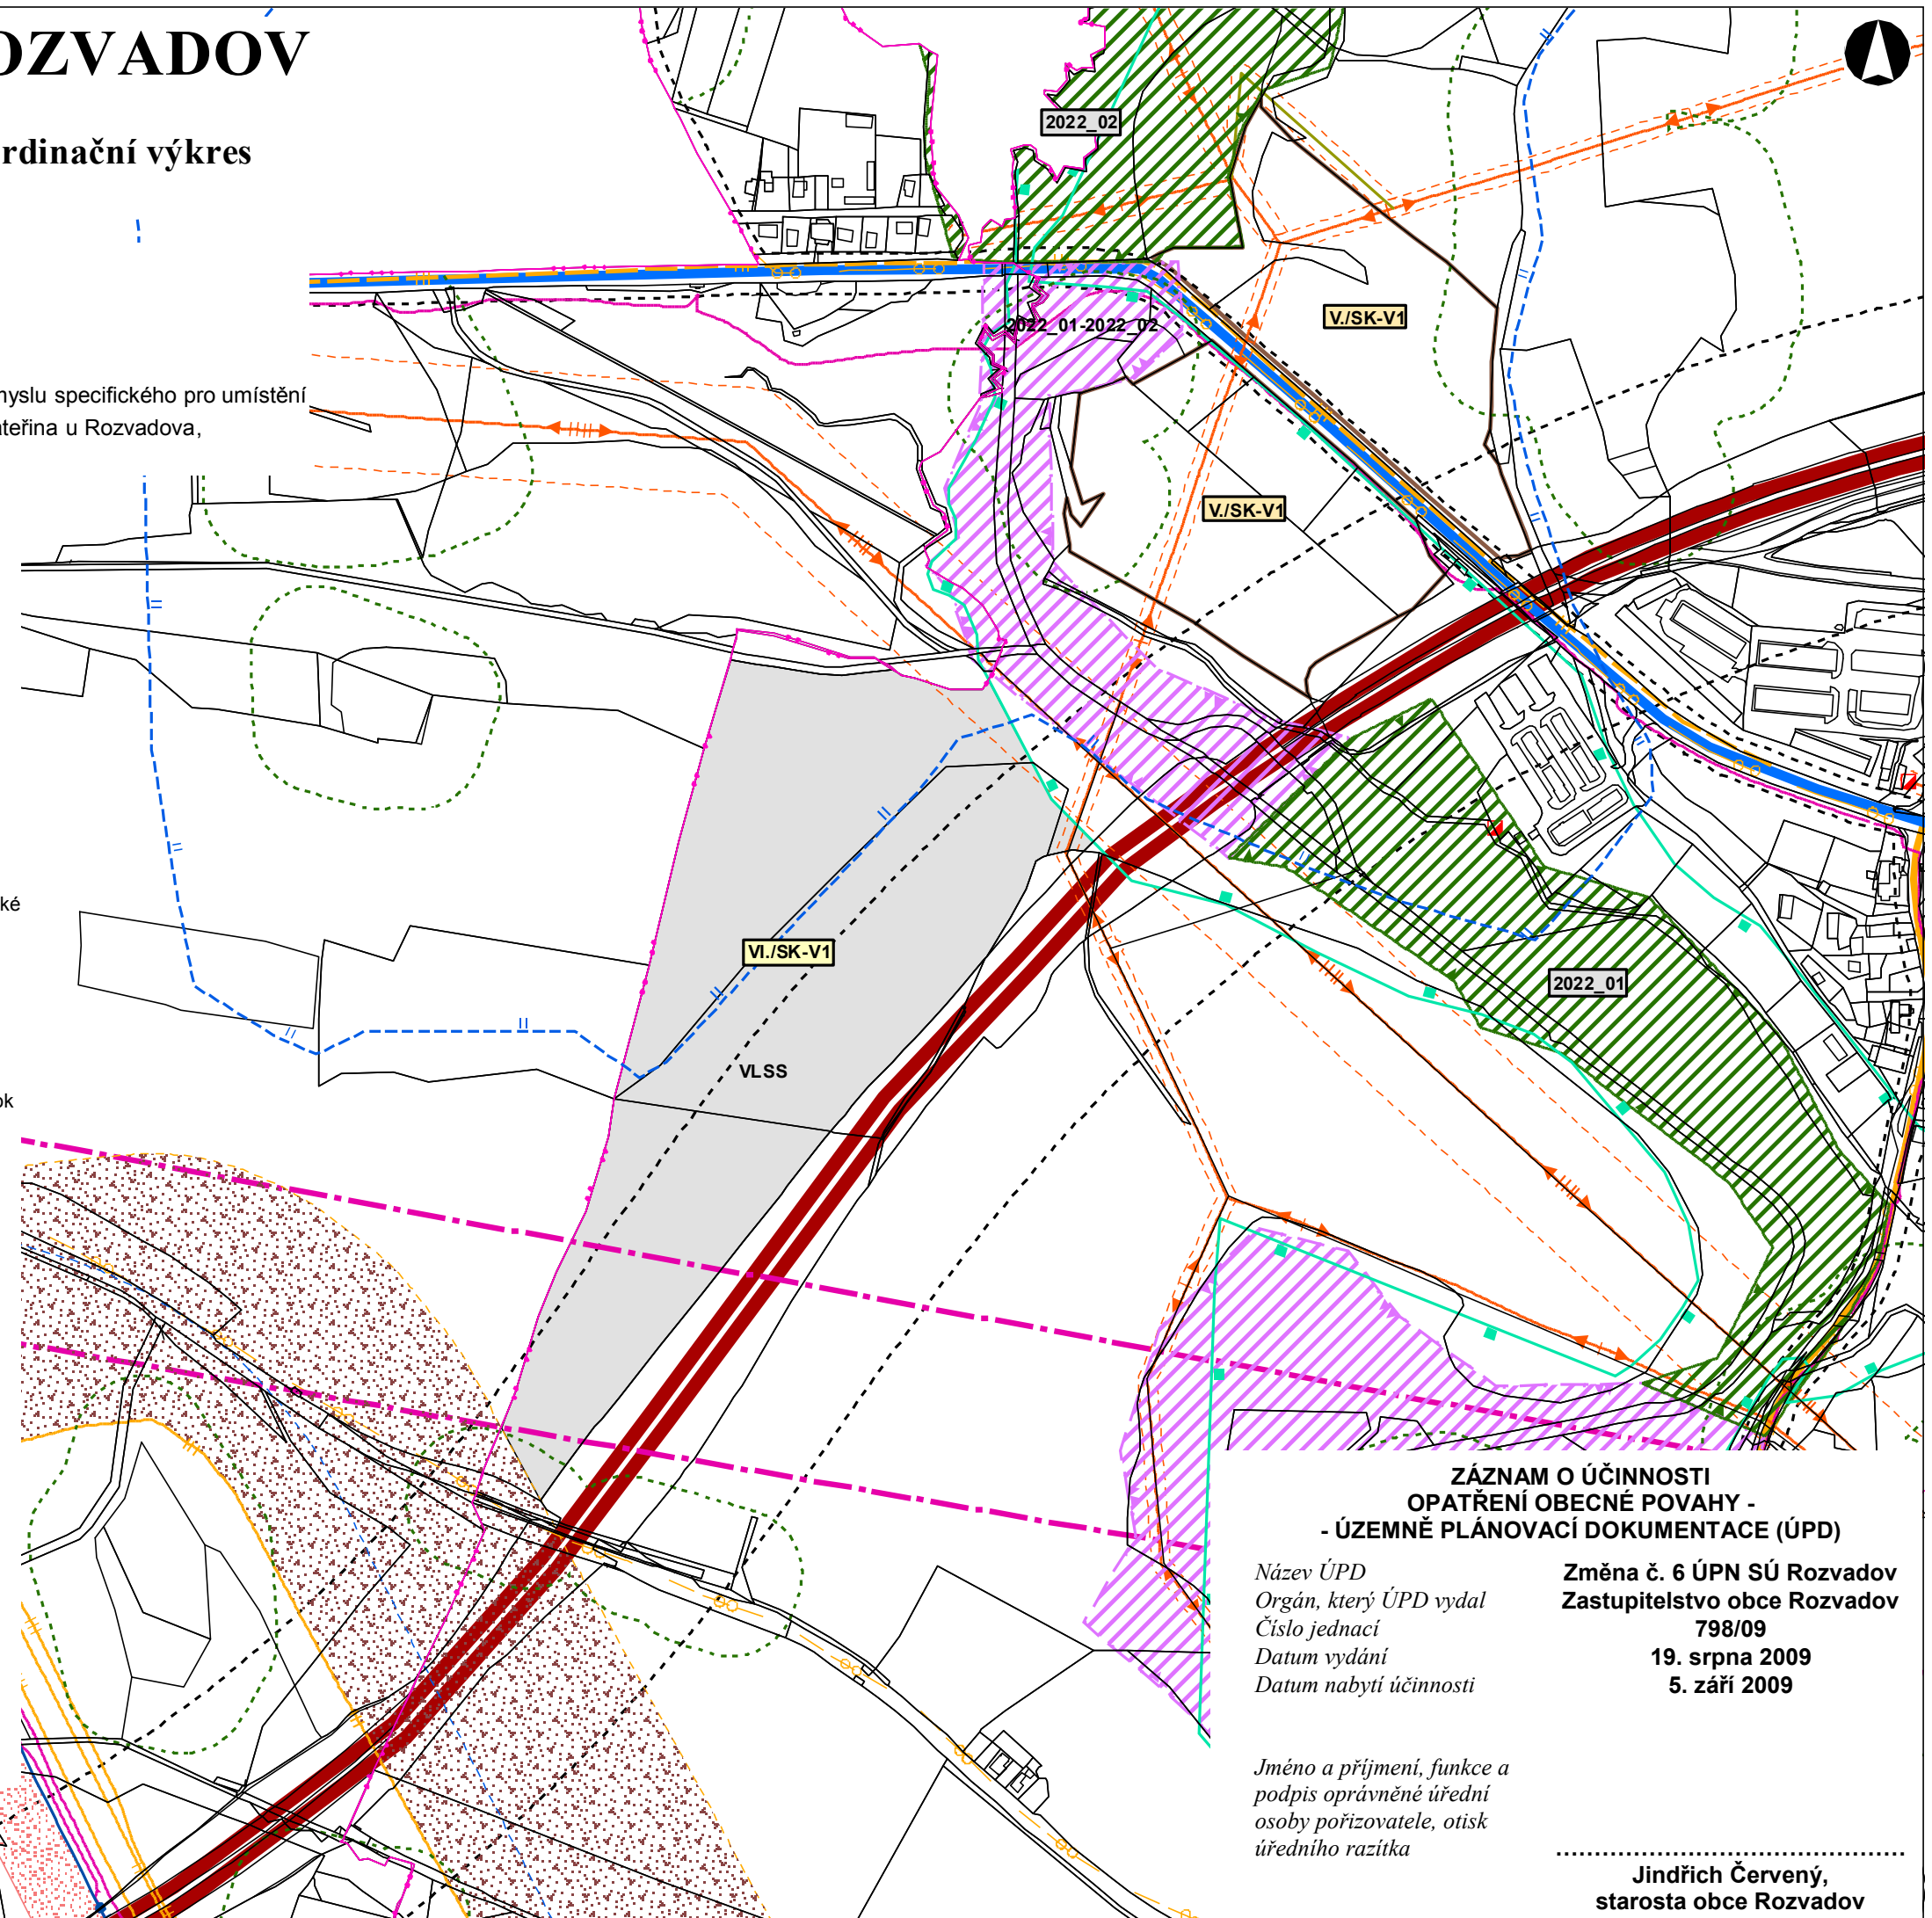 OZVADOV
rdinační výkres
myslu specifického pro umístění
ateřina u Rozvadova,
2022_02
2022_01-2022_02
V./SK-V1
V./SK-V1
ké
VI./SK-V1
2022_01
VLSS
ok
ZÁZNAM O ÚČINNOSTI
OPATŘENÍ OBECNÉ POVAHY -
- ÚZEMNĚ PLÁNOVACÍ DOKUMENTACE (ÚPD)
Název ÚPD Změna č. 6 ÚPN SÚ Rozvadov
Orgán, který ÚPD vydal Zastupitelstvo obce Rozvadov
Číslo jednací 798/09
Datum vydání 19. srpna 2009
Datum nabytí účinnosti 5. září 2009
Jméno a příjmení, funkce a
podpis oprávněné úřední
osoby pořizovatele, otisk
úředního razítka
Jindřich Červený,
starosta obce Rozvadov